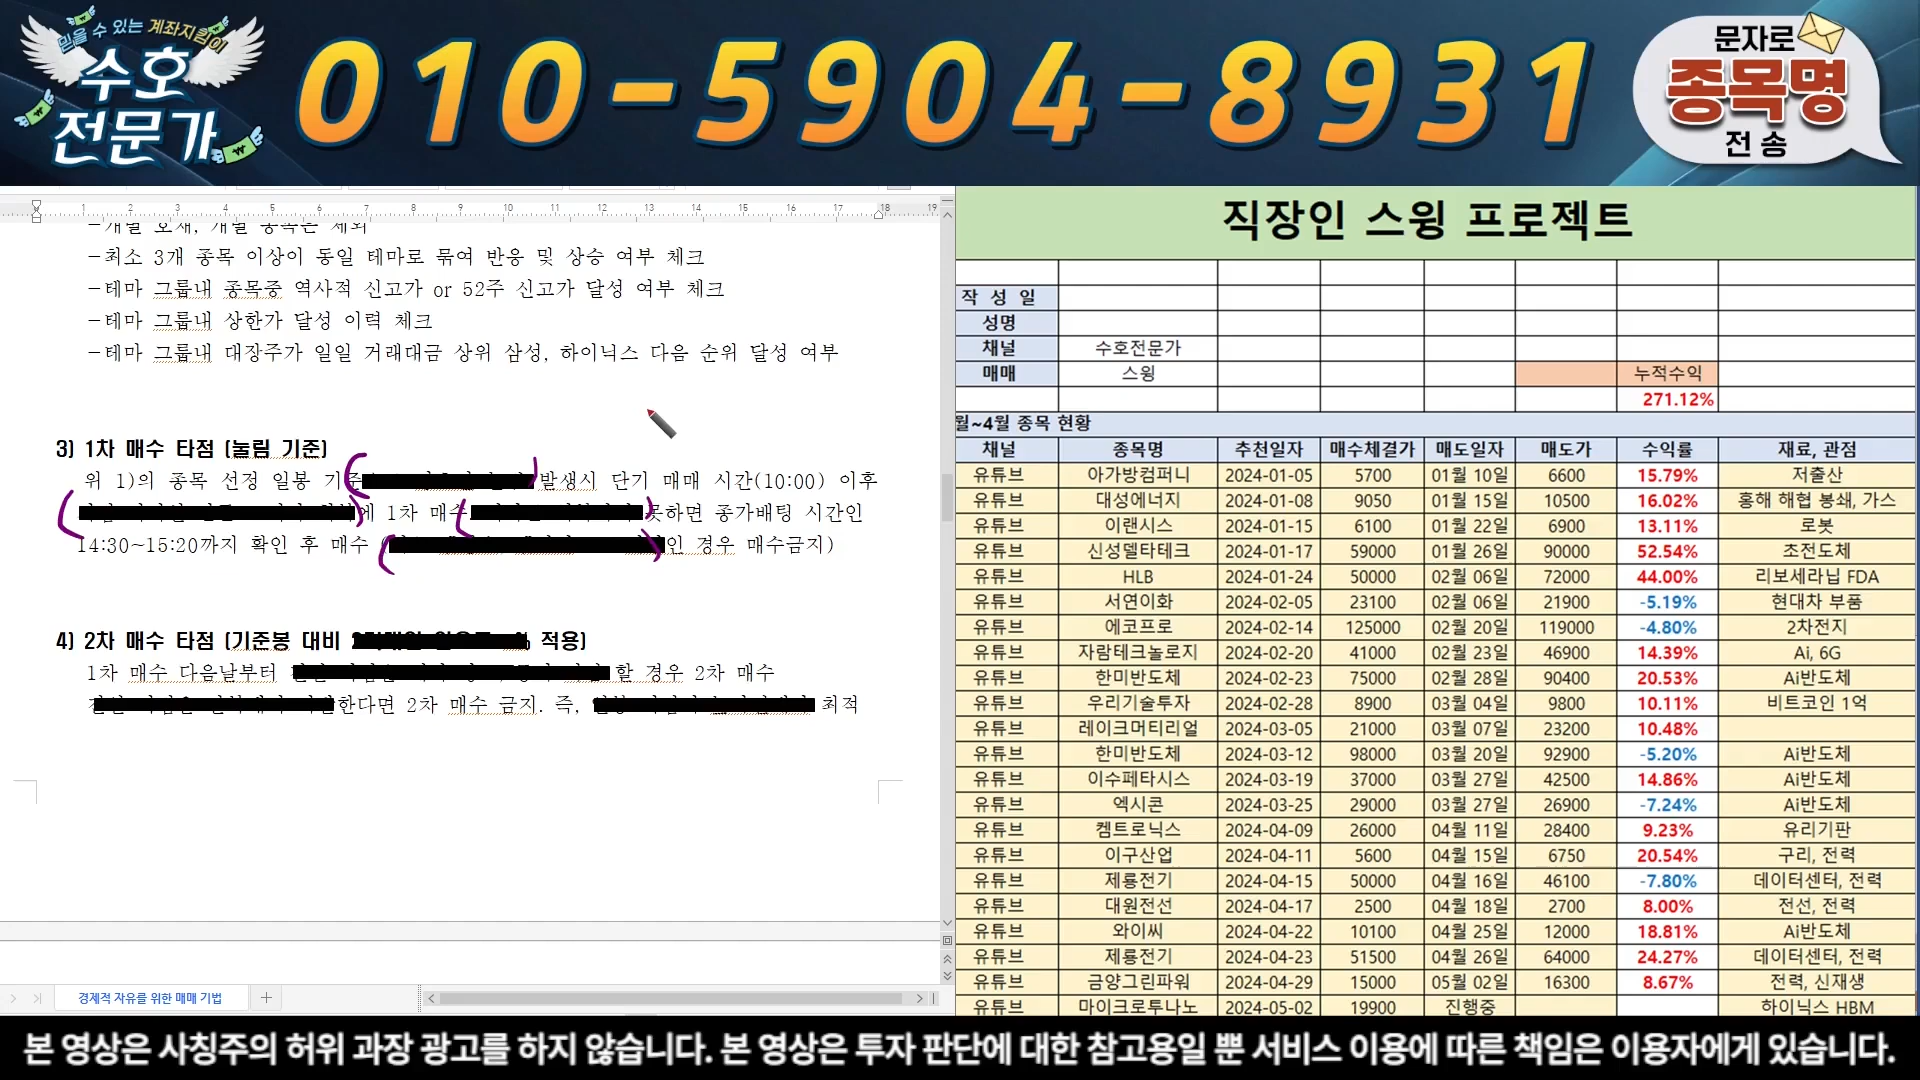 믿을 수 있는 계좌지킴이
수호
전문가
010-5904-8931
문자로
종목명
전송
-개별 호재, 개별 종목은 제외
-최소 3개 종목 이상이 동일 테마로 묶여 반응 및 상승 여부 체크
-테마 그룹내 종목중 역사적 신고가 or 52주 신고가 달성 여부 체크
-테마 그룹내 상한가 달성 이력 체크
-테마 그룹내 대장주가 일일 거래대금 상위 삼성, 하이닉스 다음 순위 달성 여부
3) 1차 매수 타점 (눌림 기준)
위 1)의 종목 선정 일봉 기준 발생시 단기 매매 시간(10:00) 이후
에 1차 매수 못하면 종가배팅 시간인
14:30~15:20까지 확인 후 매수 ( 인 경우 매수금지)
4) 2차 매수 타점 (기준봉 대비 적용)
1차 매수 다음날부터 할 경우 2차 매수
한다면 2차 매수 금지. 즉, 최적
경제적 자유를 위한 매매 기법
직장인 스윙 프로젝트
작 성 일
성명
채널 수호전문가
매매 스윙 누적수익
271.12%
월~4월 종목 현황
채널 종목명 추천일자 매수체결가 매도일자 매도가 수익률 재료, 관점
유튜브 아가방컴퍼니 2024-01-05 5700 01월 10일 6600 15.79% 저출산
유튜브 대성에너지 2024-01-08 9050 01월 15일 10500 16.02% 홍해 해협 봉쇄, 가스
유튜브 이랜시스 2024-01-15 6100 01월 22일 6900 13.11% 로봇
유튜브 신성델타테크 2024-01-17 59000 01월 26일 90000 52.54% 초전도체
유튜브 HLB 2024-01-24 50000 02월 06일 72000 44.00% 리보세라닙 FDA
유튜브 서연이화 2024-02-05 23100 02월 06일 21900 -5.19% 현대차 부품
유튜브 에코프로 2024-02-14 125000 02월 20일 119000 -4.80% 2차전지
유튜브 자람테크놀로지 2024-02-20 41000 02월 23일 46900 14.39% Ai, 6G
유튜브 한미반도체 2024-02-23 75000 02월 28일 90400 20.53% Ai반도체
유튜브 우리기술투자 2024-02-28 8900 03월 04일 9800 10.11% 비트코인 1억
유튜브 레이크머티리얼 2024-03-05 21000 03월 07일 23200 10.48%
유튜브 한미반도체 2024-03-12 98000 03월 20일 92900 -5.20% Ai반도체
유튜브 이수페타시스 2024-03-19 37000 03월 27일 42500 14.86% Ai반도체
유튜브 엑시콘 2024-03-25 29000 03월 27일 26900 -7.24% Ai반도체
유튜브 켐트로닉스 2024-04-09 26000 04월 11일 28400 9.23% 유리기판
유튜브 이구산업 2024-04-11 5600 04월 15일 6750 20.54% 구리, 전력
유튜브 제룡전기 2024-04-15 50000 04월 16일 46100 -7.80% 데이터센터, 전력
유튜브 대원전선 2024-04-17 2500 04월 18일 2700 8.00% 전선, 전력
유튜브 와이씨 2024-04-22 10100 04월 25일 12000 18.81% Ai반도체
유튜브 제룡전기 2024-04-23 51500 04월 26일 64000 24.27% 데이터센터, 전력
유튜브 금양그린파워 2024-04-29 15000 05월 02일 16300 8.67% 전력, 신재생
유튜브 마이크로투나노 2024-05-02 19900 진행중 하이닉스 HBM
본 영상은 사칭주의 허위 과장 광고를 하지 않습니다. 본 영상은 투자 판단에 대한 참고용일 뿐 서비스 이용에 따른 책임은 이용자에게 있습니다.